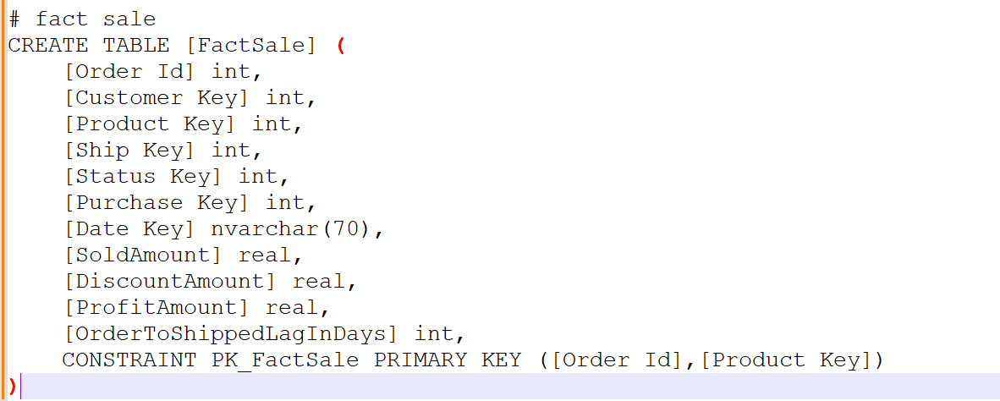 # fact sale
CREATE TABLE [FactSale] (
    [Order Id] int,
    [Customer Key] int,
    [Product Key] int,
    [Ship Key] int,
    [Status Key] int,
    [Purchase Key] int,
    [Date Key] nvarchar(70),
    [SoldAmount] real,
    [DiscountAmount] real,
    [ProfitAmount] real,
    [OrderToShippedLagInDays] int,
    CONSTRAINT PK_FactSale PRIMARY KEY ([Order Id],[Product Key])
)